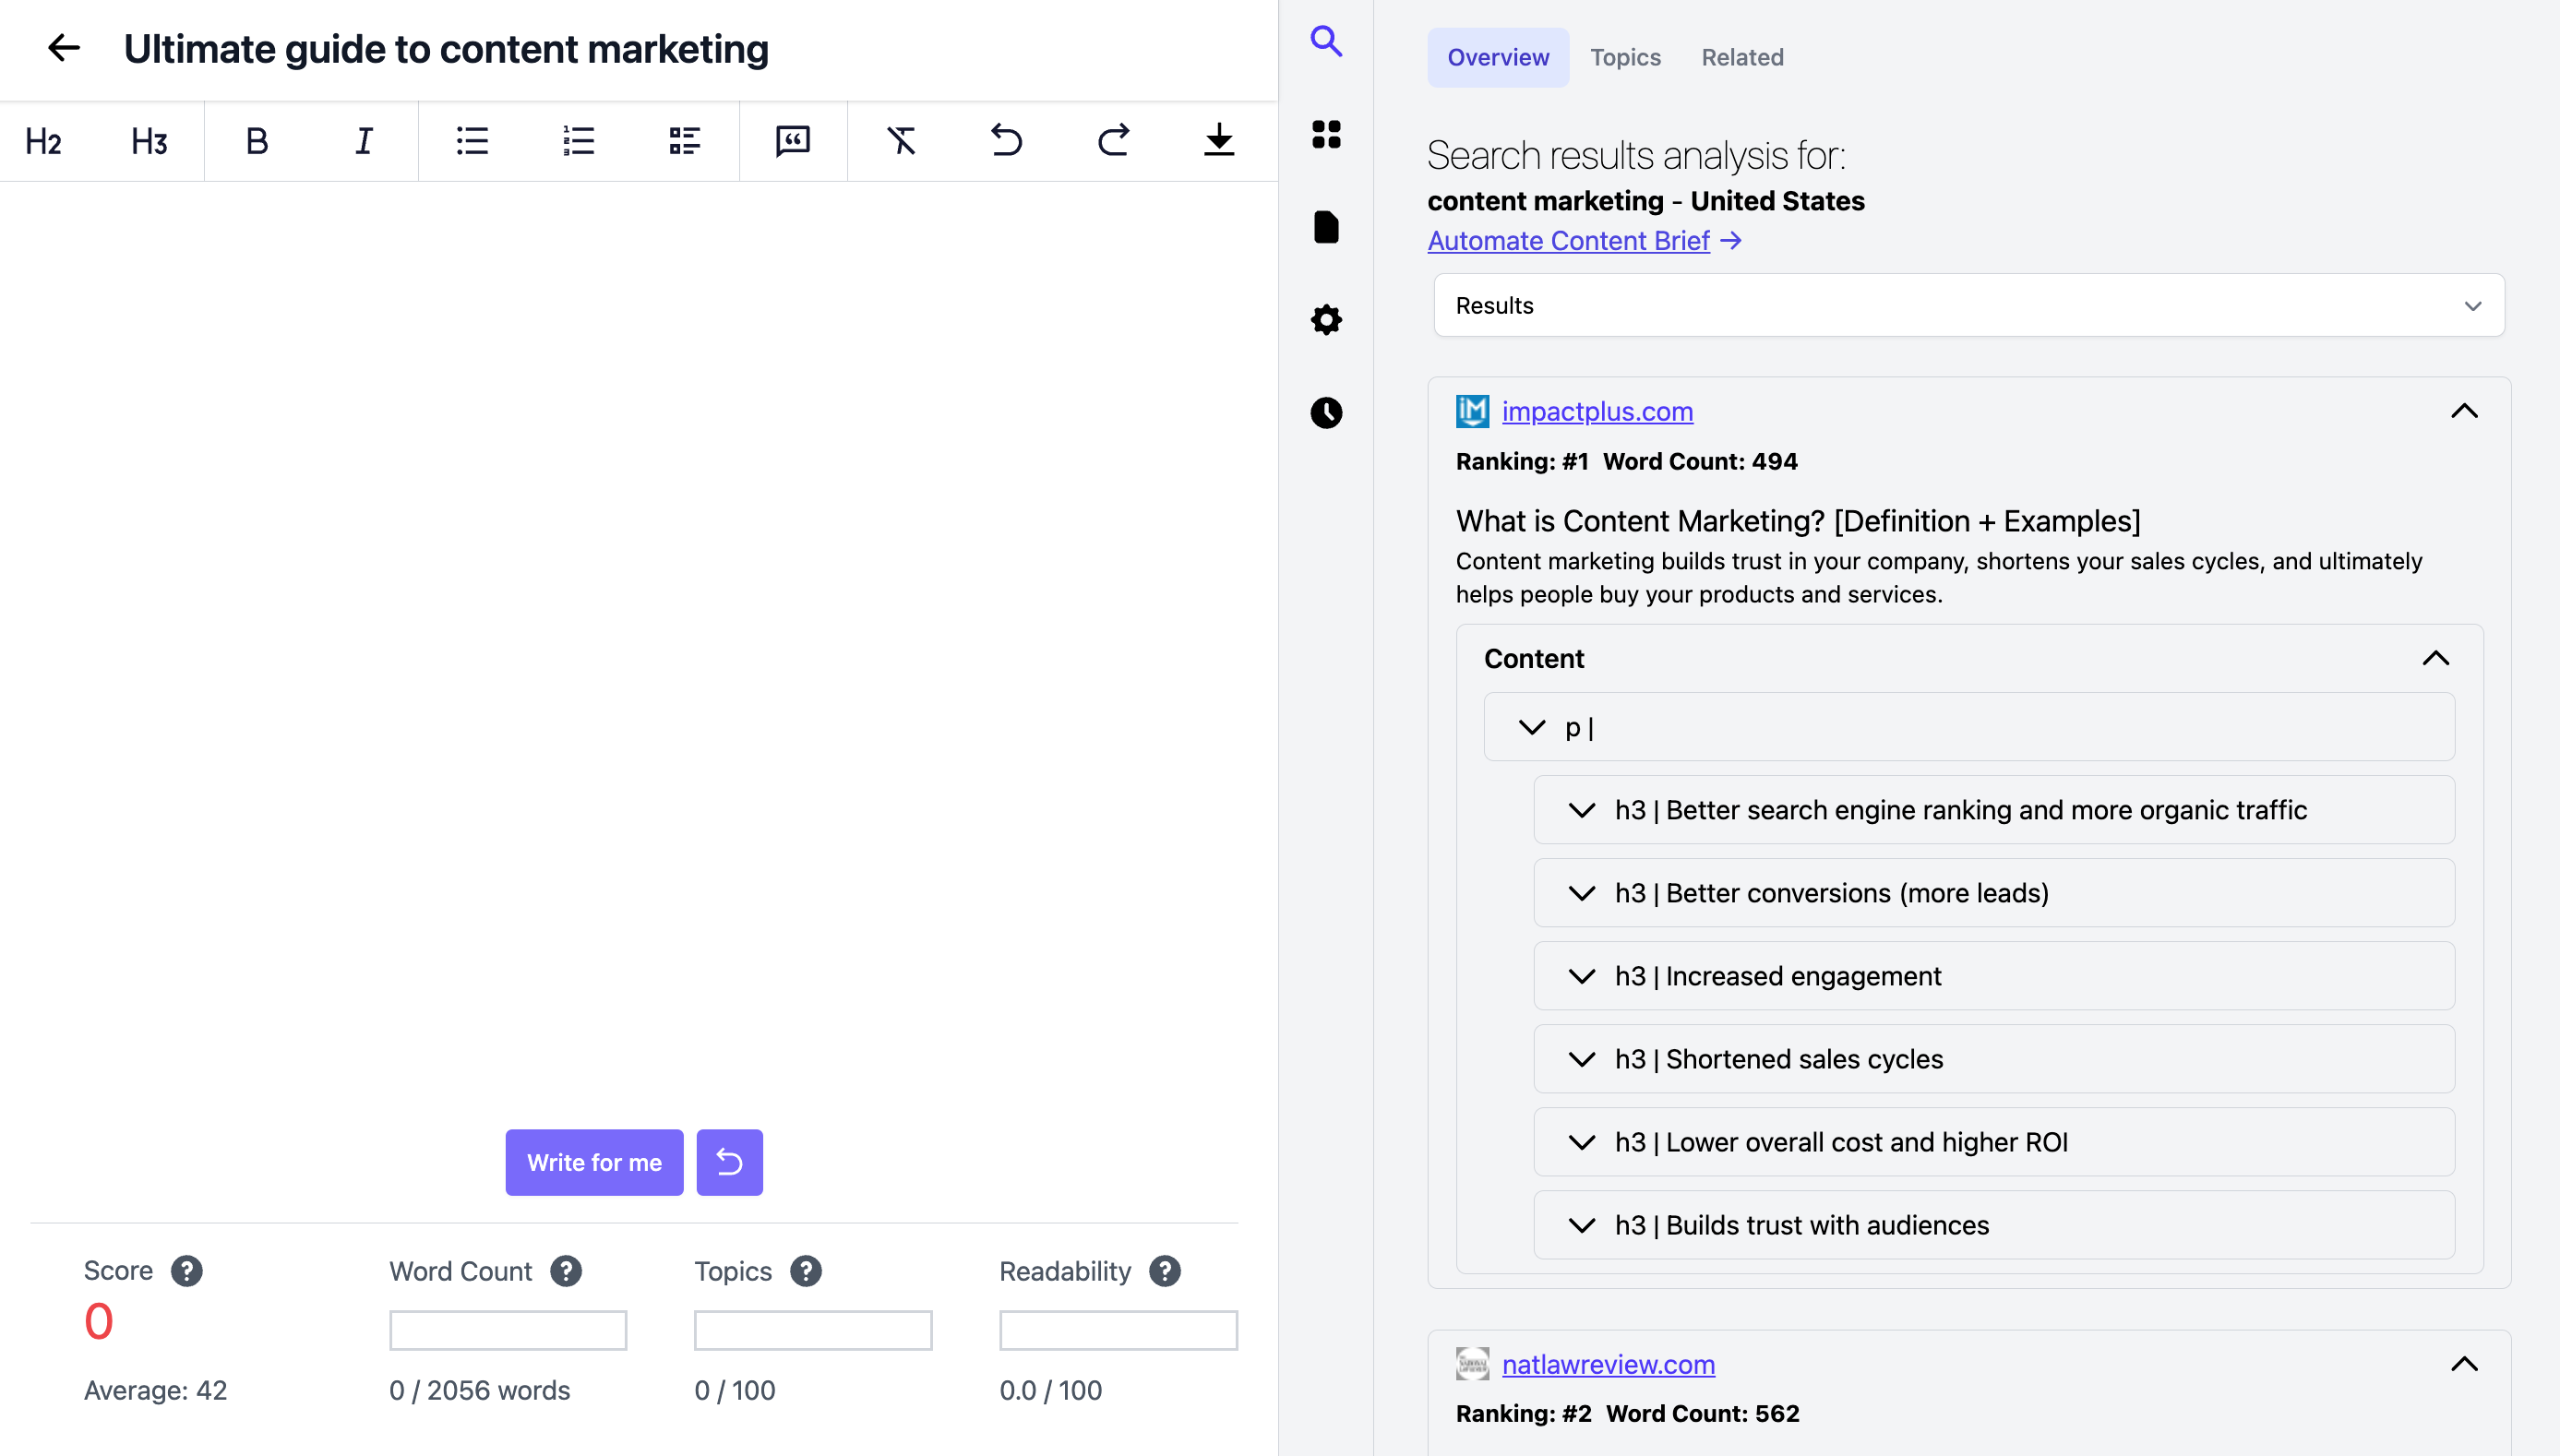 Ultimate guide to content marketing
H2 H3 B I
Write for me
Score ?
0
Average: 42
Word Count ?
0 / 2056 words
Topics ?
0 / 100
Readability ?
0.0 / 100
Overview Topics Related
Search results analysis for:
content marketing - United States
Automate Content Brief →
Results
iM impactplus.com
Ranking: #1 Word Count: 494
What is Content Marketing? [Definition + Examples]
Content marketing builds trust in your company, shortens your sales cycles, and ultimately
helps people buy your products and services.
Content
p |
h3 | Better search engine ranking and more organic traffic
h3 | Better conversions (more leads)
h3 | Increased engagement
h3 | Shortened sales cycles
h3 | Lower overall cost and higher ROI
h3 | Builds trust with audiences
natlawreview.com
Ranking: #2 Word Count: 562